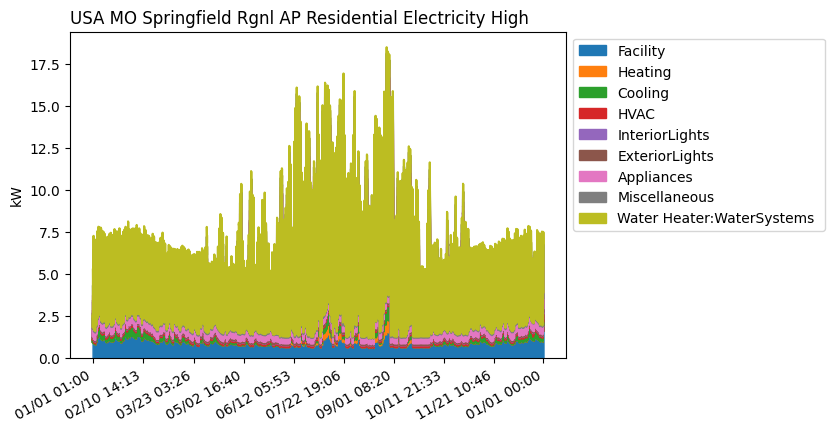 USA MO Springfield Rgnl AP Residential Electricity High
kW
17.5
15.0
12.5
10.0
7.5
5.0
2.5
0.0
01/01 01:00
02/10 14:13
03/23 03:26
05/02 16:40
06/12 05:53
07/22 19:06
09/01 08:20
10/11 21:33
11/21 10:46
01/01 00:00
Facility
Heating
Cooling
HVAC
InteriorLights
ExteriorLights
Appliances
Miscellaneous
Water Heater:WaterSystems